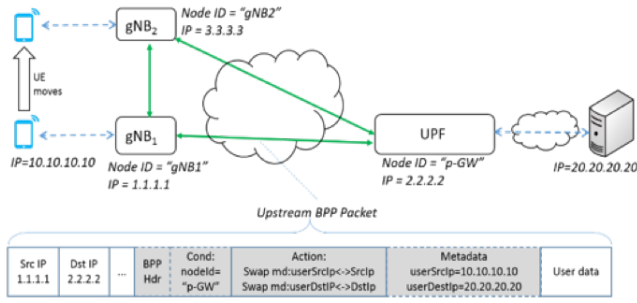 Node ID = “gNB2”
IP = 3.3.3.3
gNB2
UE
moves
gNB1
UPF
IP=10.10.10.10
Node ID = “gNB1”
IP = 1.1.1.1
Node ID = “p-GW”
IP = 2.2.2.2
IP=20.20.20.20
Upstream BPP Packet
Src IP
1.1.1.1
Dst IP
2.2.2.2
...
BPP
Hdr
Cond:
nodeId=
“p-GW”
Action:
Swap md:userSrcIp<->SrcIp
Swap md:userDstIP<->DstIp
Metadata
userSrcIp=10.10.10.10
userDestIp=20.20.20.20
User data